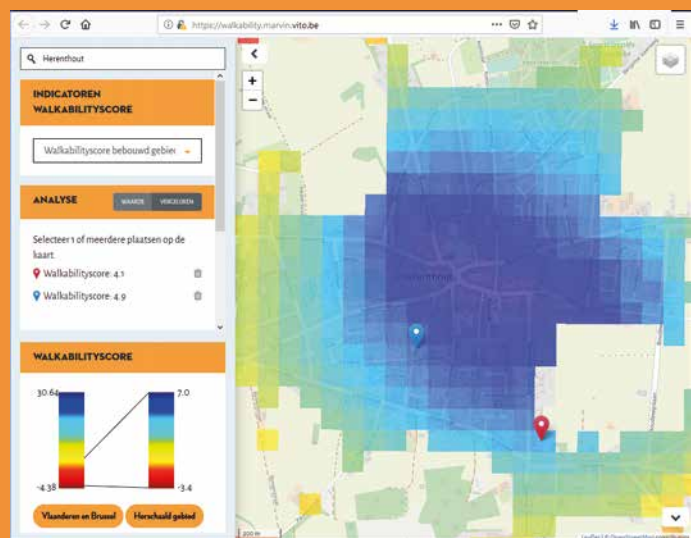 https://walkability.marvin.vito.be
Herenthout
INDICATOREN
WALKABILITYSCORE
Walkabilityscore bebouwd gebied
ANALYSE
WAARDE
VERGELIJKEN
Selecteer 1 of meerdere plaatsen op de
kaart
Walkabilityscore: 4.1
Walkabilityscore: 4.9
WALKABILITYSCORE
30.64
7.0
-4.38
-3.4
Vlaanderen en Brussel
Herschaald gebied
+
−
200 m